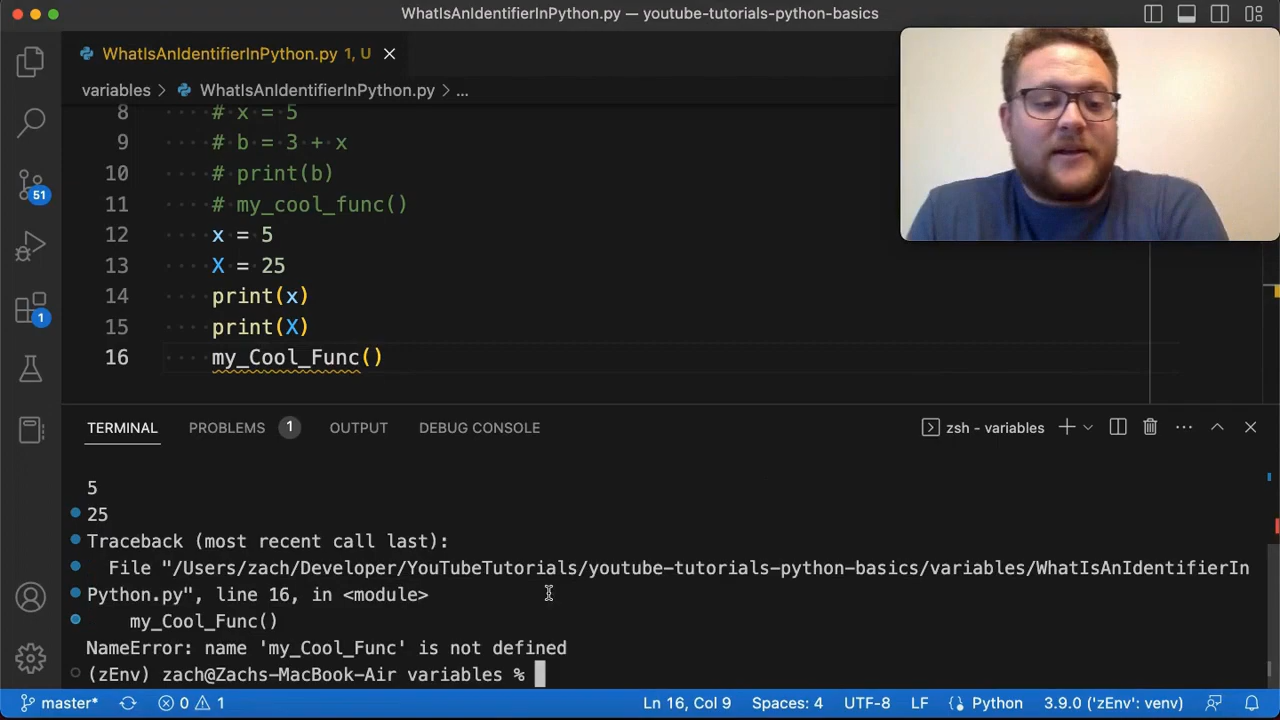 WhatIsAnIdentifierInPython.py — youtube-tutorials-python-basics
WhatIsAnIdentifierInPython.py 1, U
variables > WhatIsAnIdentifierInPython.py > ...
8 # x = 5
9 # b = 3 + x
10 # print(b)
11 # my_cool_func()
12 x = 5
13 X = 25
14 print(x)
15 print(X)
16 my_Cool_Func()
51
1
TERMINAL PROBLEMS 1 OUTPUT DEBUG CONSOLE zsh - variables
5
25
Traceback (most recent call last):
File "/Users/zach/Developer/YouTubeTutorials/youtube-tutorials-python-basics/variables/WhatIsAnIdentifierIn
Python.py", line 16, in <module>
my_Cool_Func()
NameError: name 'my_Cool_Func' is not defined
(zEnv) zach@Zachs-MacBook-Air variables %
master* 0 1 Ln 16, Col 9 Spaces: 4 UTF-8 LF Python 3.9.0 ('zEnv': venv)